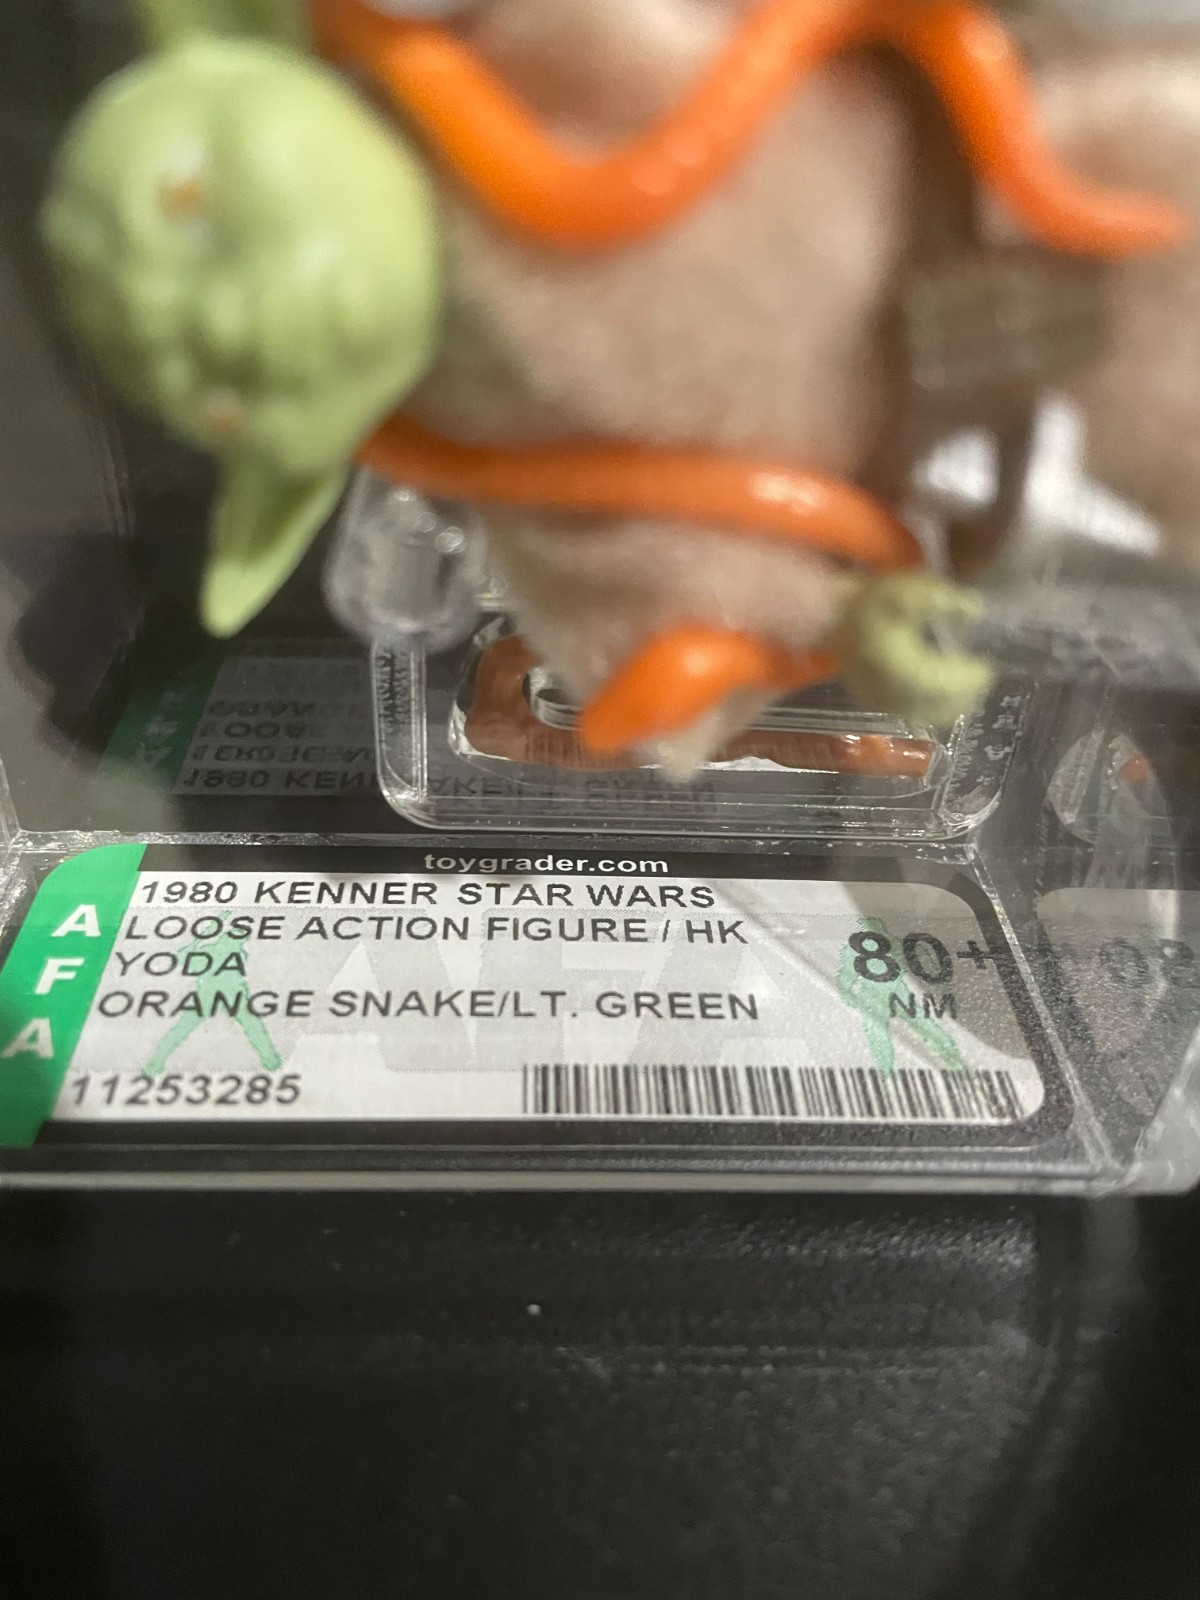 toygrader.com
AFA
1980 KENNER STAR WARS
LOOSE ACTION FIGURE / HK
YODA
ORANGE SNAKE/LT. GREEN
80+
NM
11253285